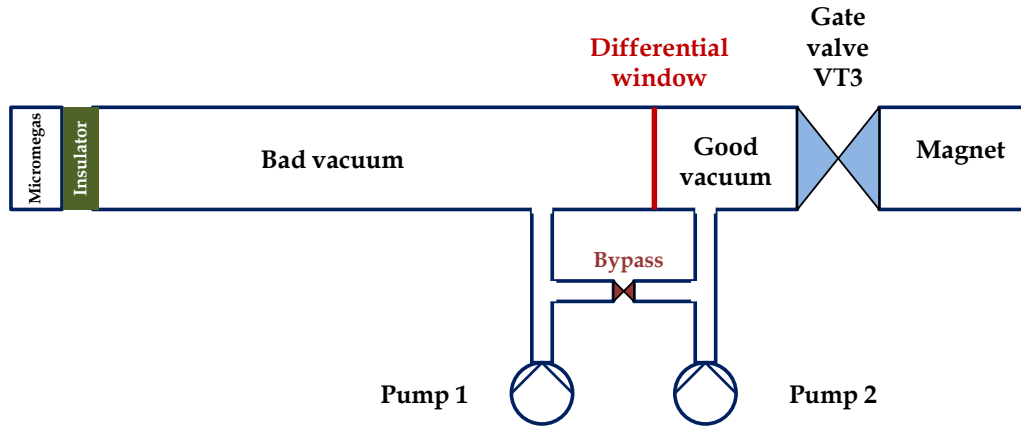 Gate
valve
VT3
Differential
window
Micromegas
Insulator
Bad vacuum
Good
vacuum
Magnet
Bypass
Pump 1
Pump 2